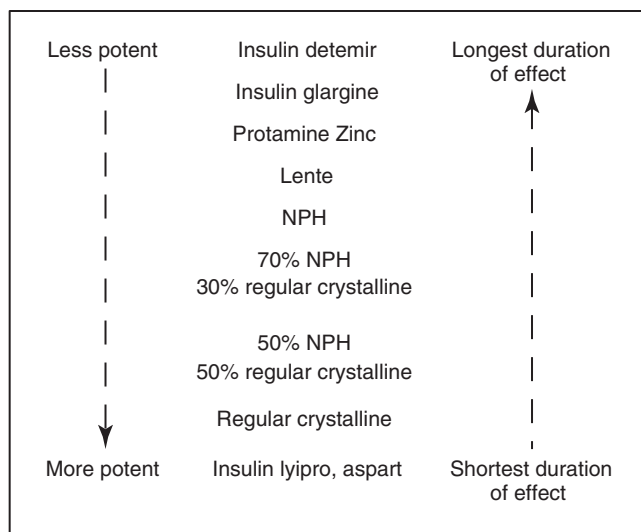 Less potent
Insulin detemir
Longest duration
of effect
Insulin glargine
Protamine Zinc
Lente
NPH
70% NPH
30% regular crystalline
50% NPH
50% regular crystalline
Regular crystalline
More potent
Insulin lyipro, aspart
Shortest duration
of effect